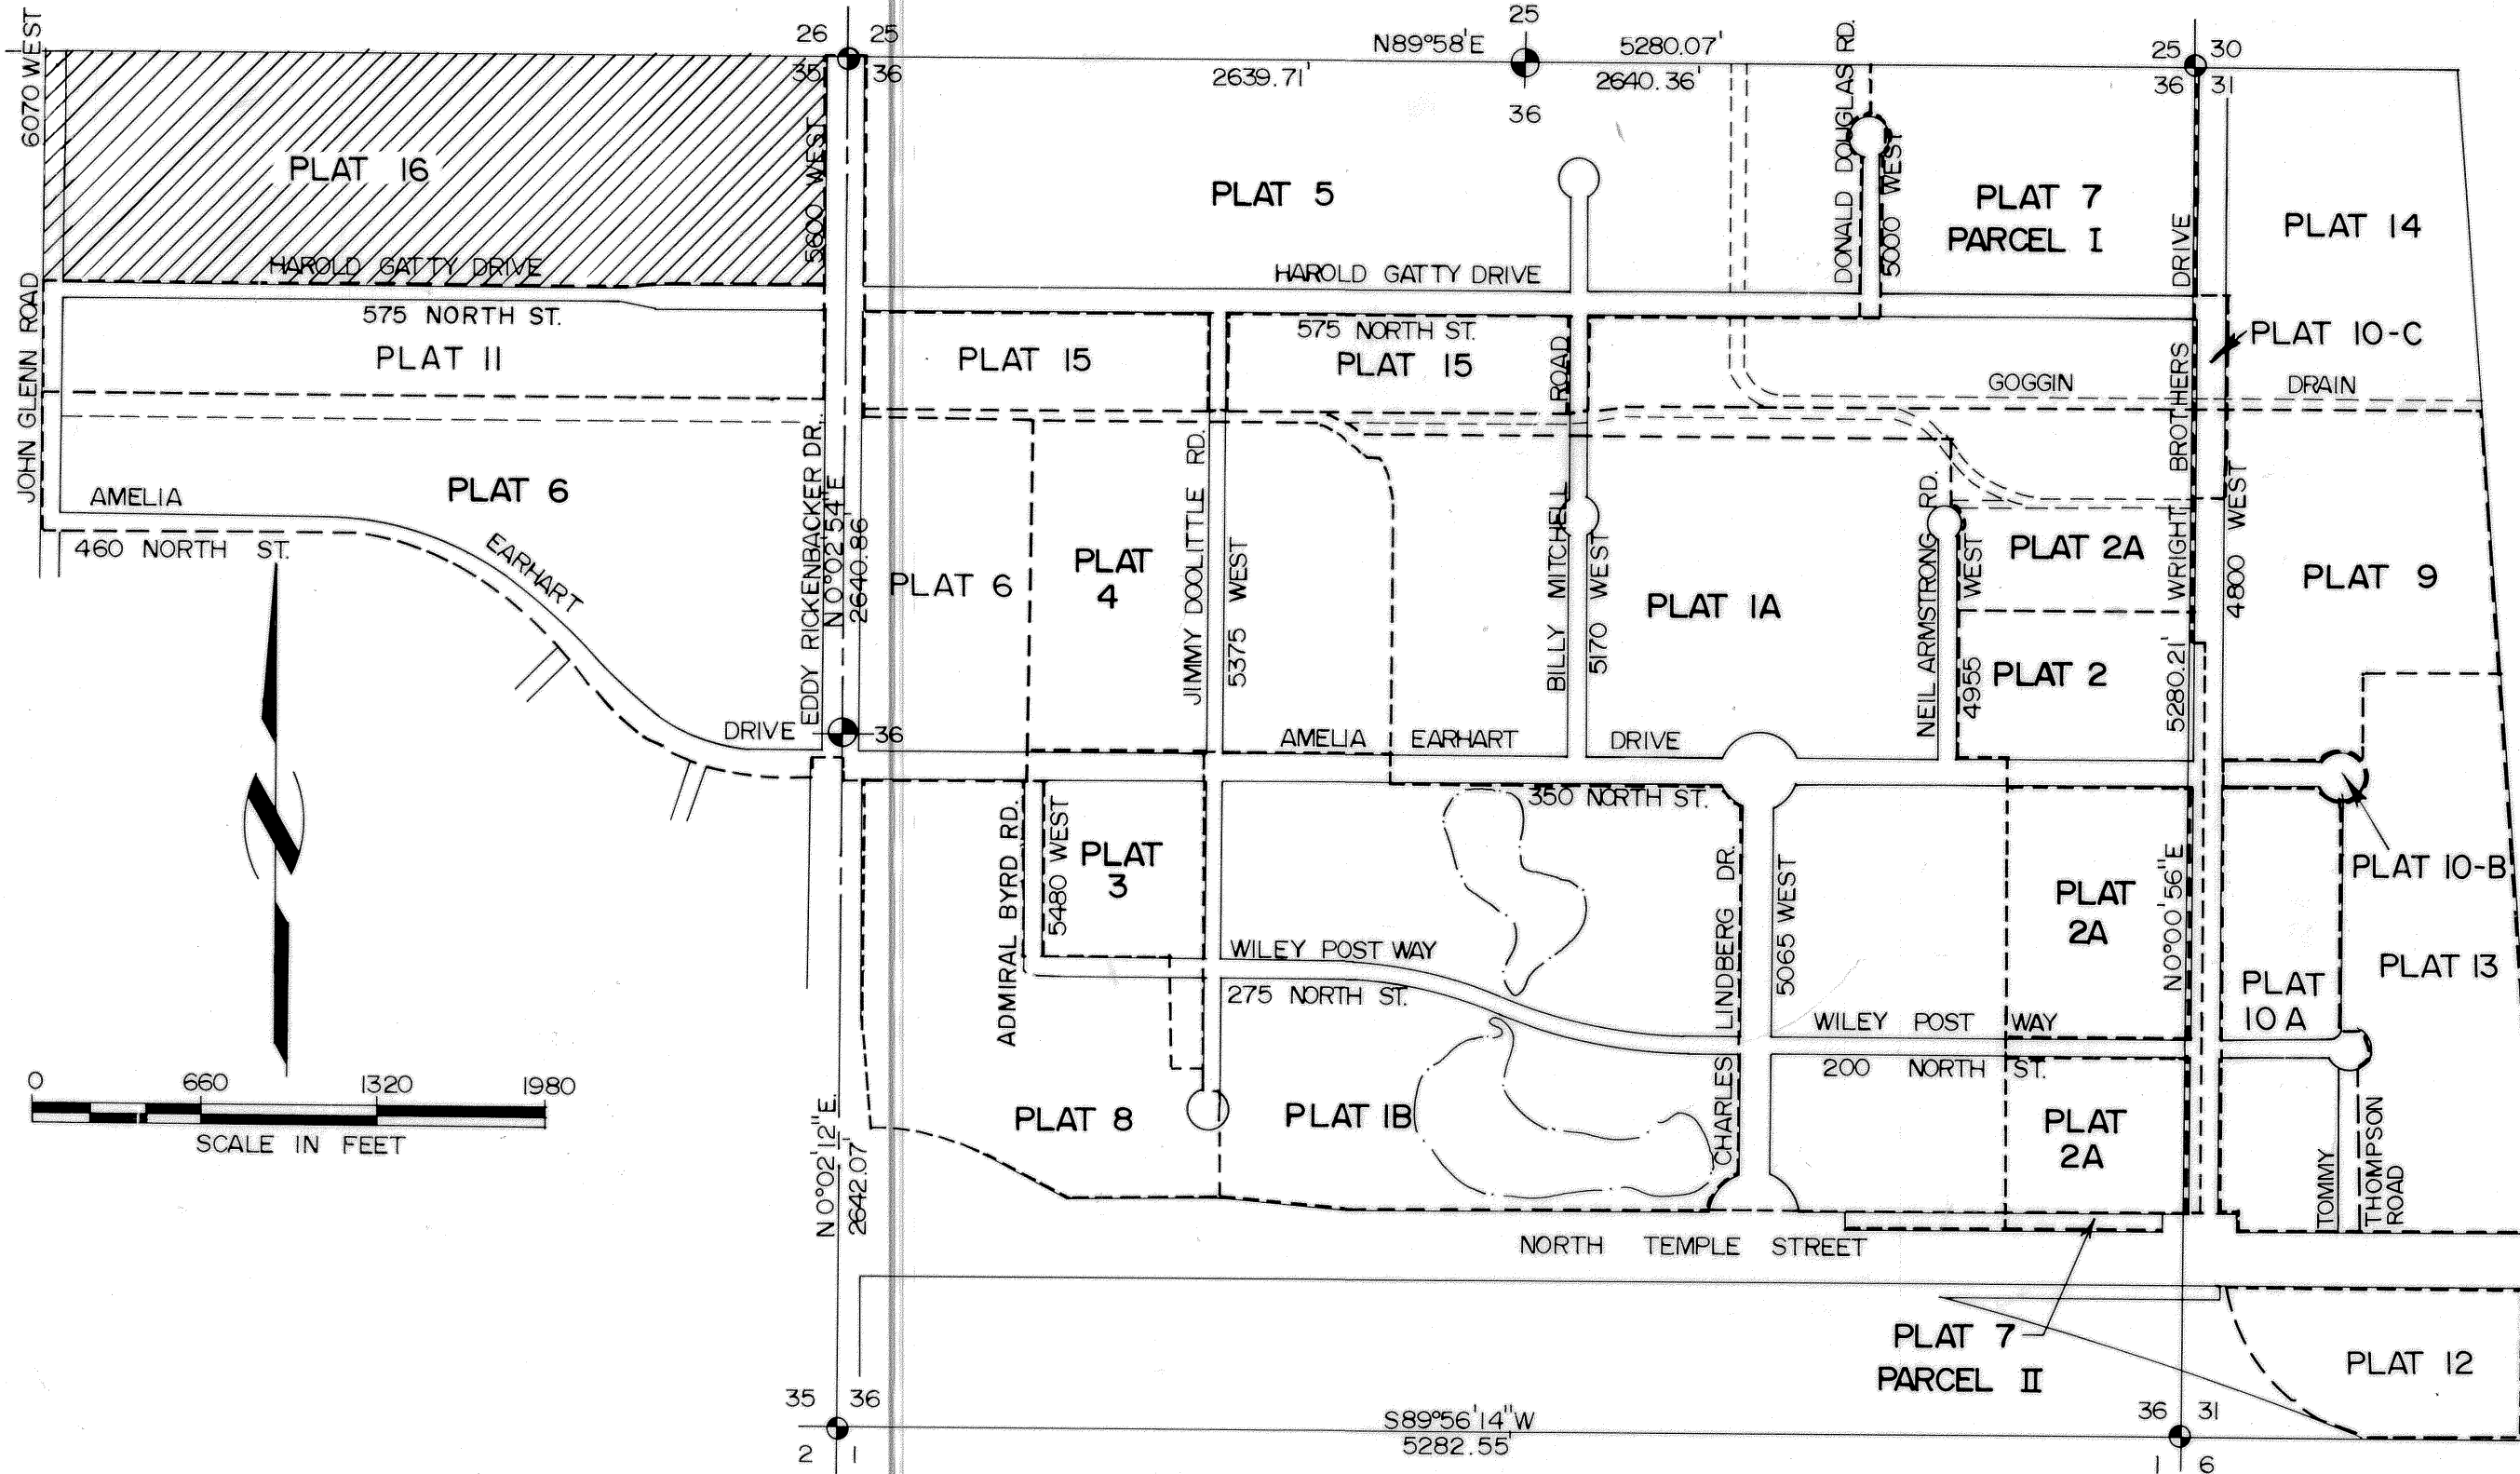 6070 WEST
26
25
35
36
25
N89°58'E
5280.07'
2639.71'
2640.36'
36
DONALD DOUGLAS RD.
5000 WEST
25
30
36
31
PLAT 16
5600 WEST
PLAT 5
PLAT 7
PARCEL I
PLAT 14
HAROLD GATTY DRIVE
575 NORTH ST.
PLAT 11
HAROLD GATTY DRIVE
575 NORTH ST.
PLAT 15
PLAT 15
PLAT 10-C
GOGGIN DRAIN
JOHN GLENN ROAD
PLAT 6
AMELIA EARHART DRIVE
460 NORTH ST.
EDDY RICKENBACKER DR.
N0°02'54"E
2640.86'
36
PLAT 6
PLAT
4
JIMMY DOOLITTLE RD.
5375 WEST
BILLY MITCHELL ROAD
5170 WEST
PLAT 1A
NEIL ARMSTRONG RD.
4955 WEST
PLAT 2A
PLAT 2
WRIGHT BROTHERS DRIVE
5280.21'
4800 WEST
PLAT 9
AMELIA EARHART DRIVE
350 NORTH ST.
ADMIRAL BYRD RD.
5480 WEST
PLAT
3
WILEY POST WAY
275 NORTH ST.
CHARLES LINDBERG DR.
5065 WEST
PLAT
2A
N0°00'56"E
PLAT 10-B
PLAT 13
PLAT
10A
WILEY POST WAY
200 NORTH ST.
0 660 1320 1980
SCALE IN FEET
N0°02'12"E.
2642.07'
PLAT 8
PLAT 1B
PLAT
2A
TOMMY THOMPSON ROAD
NORTH TEMPLE STREET
PLAT 7
PARCEL II
PLAT 12
35
36
2
1
S89°56'14"W
5282.55'
36
31
1
6